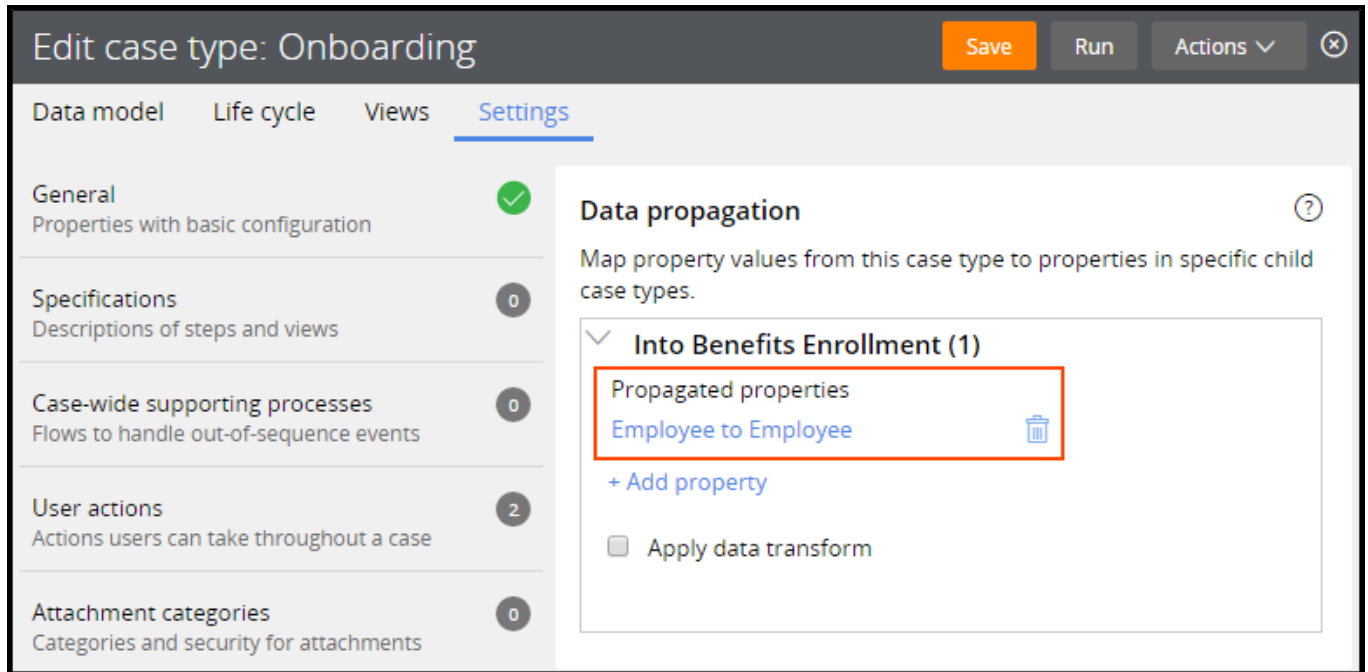 Edit case type: Onboarding
Save
Run
Actions
Data model
Life cycle
Views
Settings
General
Properties with basic configuration
Specifications
0
Descriptions of steps and views
Case-wide supporting processes
0
Flows to handle out-of-sequence events
User actions
2
Actions users can take throughout a case
Attachment categories
0
Categories and security for attachments
Data propagation
?
Map property values from this case type to properties in specific child
case types.
Into Benefits Enrollment (1)
Propagated properties
Employee to Employee
+ Add property
Apply data transform